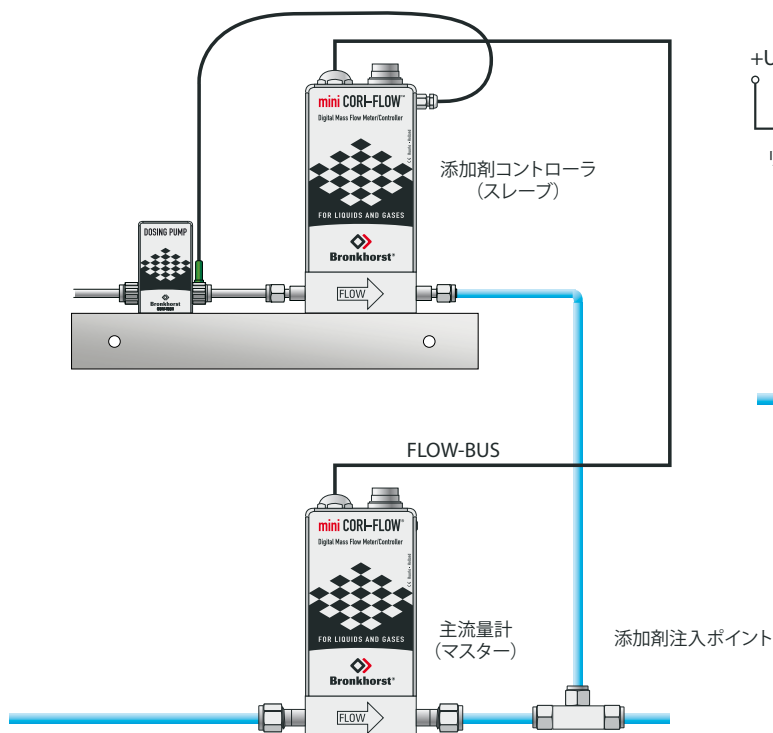 mini CORI-FLOW™
Digital Mass Flow Meter/Controller
FOR LIQUIDS AND GASES
Bronkhorst®
FLOW
添加剤コントローラ
（スレーブ）
+U
DOSING PUMP
Bronkhorst
FLOW-BUS
mini CORI-FLOW®
Digital Mass Flow Meter/Controller
FOR LIQUIDS AND GASES
Bronkhorst®
FLOW
主流量計
（マスター）
添加剤注入ポイント